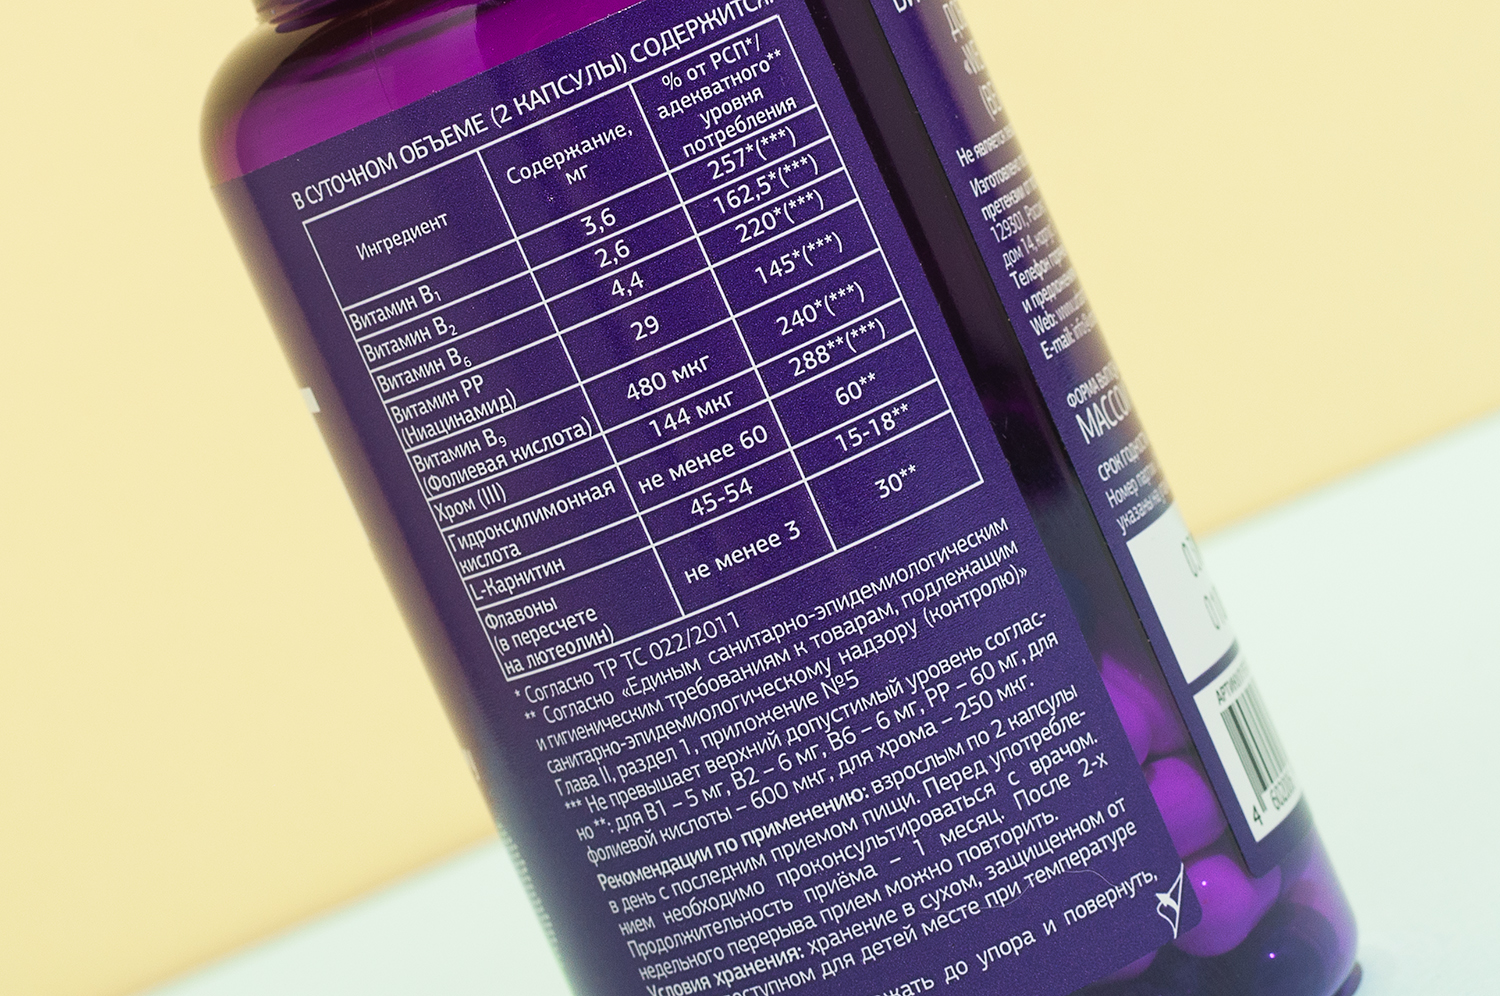 В СУТОЧНОМ ОБЪЕМЕ (2 КАПСУЛЫ) СОДЕРЖИТСЯ:
Ингредиент
Содержание,
мг
% от РСП*/
адекватного**
уровня
потребления
Витамин B₁ 3,6 257*(***)
Витамин B₂ 2,6 162,5*(***)
Витамин B₆ 4,4 220*(***)
Витамин PP
(Ниацинамид) 29 145*(***)
Витамин B₉
(Фолиевая кислота) 480 мкг 240*(***)
Хром (III) 144 мкг 288**(***)
Гидроксилимонная
кислота не менее 60 60**
L-Карнитин 45-54 15-18**
Флавоны
(в пересчете
на лютеолин) не менее 3 30**
* Согласно ТР ТС 022/2011
** Согласно «Единым санитарно-эпидемиологическим
и гигиеническим требованиям к товарам, подлежащим
санитарно-эпидемиологическому надзору (контролю)»
Глава II, раздел 1, приложение №5
*** Не превышает верхний допустимый уровень соглас-
но **: для B1 – 5 мг, B2 – 6 мг, B6 – 6 мг, PP – 60 мг, для
фолиевой кислоты – 600 мкг, для хрома – 250 мкг.
Рекомендации по применению: взрослым по 2 капсулы
в день с последним приемом пищи. Перед употребле-
нием необходимо проконсультироваться с врачом.
Продолжительность приёма – 1 месяц. После 2-х
недельного перерыва прием можно повторить.
Условия хранения: хранение в сухом, защищенном от
доступном для детей месте при температуре
до упора и повернуть,
Не является
Изготовлено
претензии
129301,
дом 14,
Телефон
и
Web:
E-mail:
ФОРМА
СРОК
Номер
указаны
4